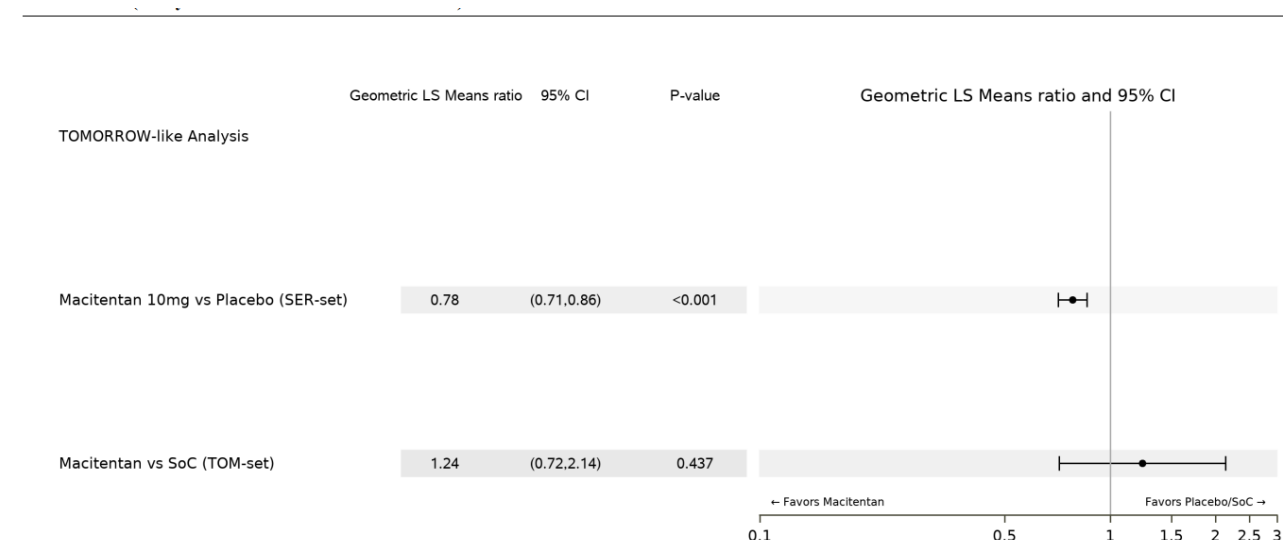 Geometric LS Means ratio 95% CI P-value Geometric LS Means ratio and 95% CI
TOMORROW-like Analysis
Macitentan 10mg vs Placebo (SER-set) 0.78 (0.71,0.86) <0.001
Macitentan vs SoC (TOM-set) 1.24 (0.72,2.14) 0.437
← Favors Macitentan Favors Placebo/SoC →
0.1 0.5 1 1.5 2 2.5 3